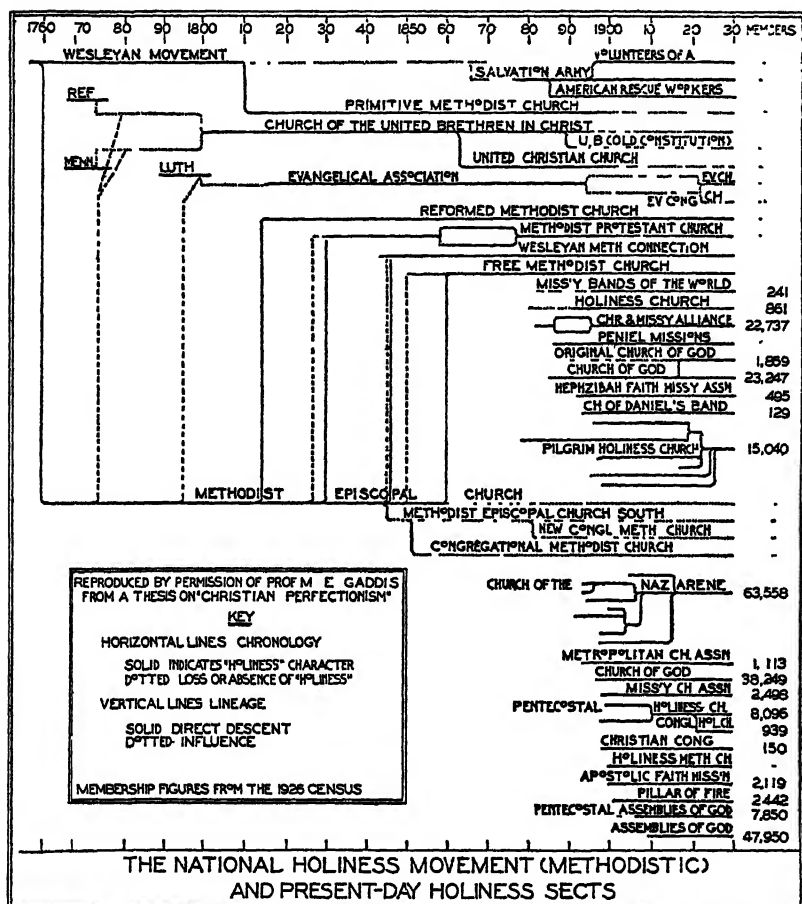 1760 70 80 90 1800 10 20 30 40 1850 60 70 80 90 1900 10 20 30 MEMBERS
WESLEYAN MOVEMENT
VOLUNTEERS OF A
SALVATION ARMY
AMERICAN RESCUE WORKERS
REF
PRIMITIVE METHODIST CHURCH
CHURCH OF THE UNITED BRETHREN IN CHRIST
U, B (OLD CONSTITUTION)
MENN
UNITED CHRISTIAN CHURCH
LUTH
EVANGELICAL ASSOCIATION
EV.CH
EV CONG CH
REFORMED METHODIST CHURCH
METHODIST PROTESTANT CHURCH
WESLEYAN METH CONNECTION
FREE METHODIST CHURCH
MISS'Y BANDS OF THE WORLD 241
HOLINESS CHURCH 861
CHR & MISSY ALLIANCE 22,737
PENIEL MISSIONS
ORIGINAL CHURCH OF GOD 1,869
CHURCH OF GOD 23,247
HEPHZIBAH FAITH MISSY ASSN 495
CH OF DANIEL'S BAND 129
PILGRIM HOLINESS CHURCH 15,040
METHODIST EPISCOPAL CHURCH
METHODIST EPISCOPAL CHURCH SOUTH
NEW CONGL METH CHURCH
CONGREGATIONAL METHODIST CHURCH
CHURCH OF THE NAZARENE 63,558
METROPOLITAN CH. ASSN 1,113
CHURCH OF GOD 38,249
MISS'Y CH ASSN 2,498
PENTECOSTAL HOLINESS CH. 8,096
CONGL HOL.CH. 939
CHRISTIAN CONG 150
HOLINESS METH CH -
APOSTOLIC FAITH MISS'N 2,119
PILLAR OF FIRE 2442
PENTECOSTAL ASSEMBLIES OF GOD 7,850
ASSEMBLIES OF GOD 47,950
REPRODUCED BY PERMISSION OF PROF M E GADDIS
FROM A THESIS ON "CHRISTIAN PERFECTIONISM"
KEY
HORIZONTAL LINES CHRONOLOGY
SOLID INDICATES "HOLINESS" CHARACTER
DOTTED LOSS OR ABSENCE OF "HOLINESS"
VERTICAL LINES LINEAGE
SOLID DIRECT DESCENT
DOTTED- INFLUENCE
MEMBERSHIP FIGURES FROM THE 1926 CENSUS
THE NATIONAL HOLINESS MOVEMENT (METHODISTIC)
AND PRESENT-DAY HOLINESS SECTS